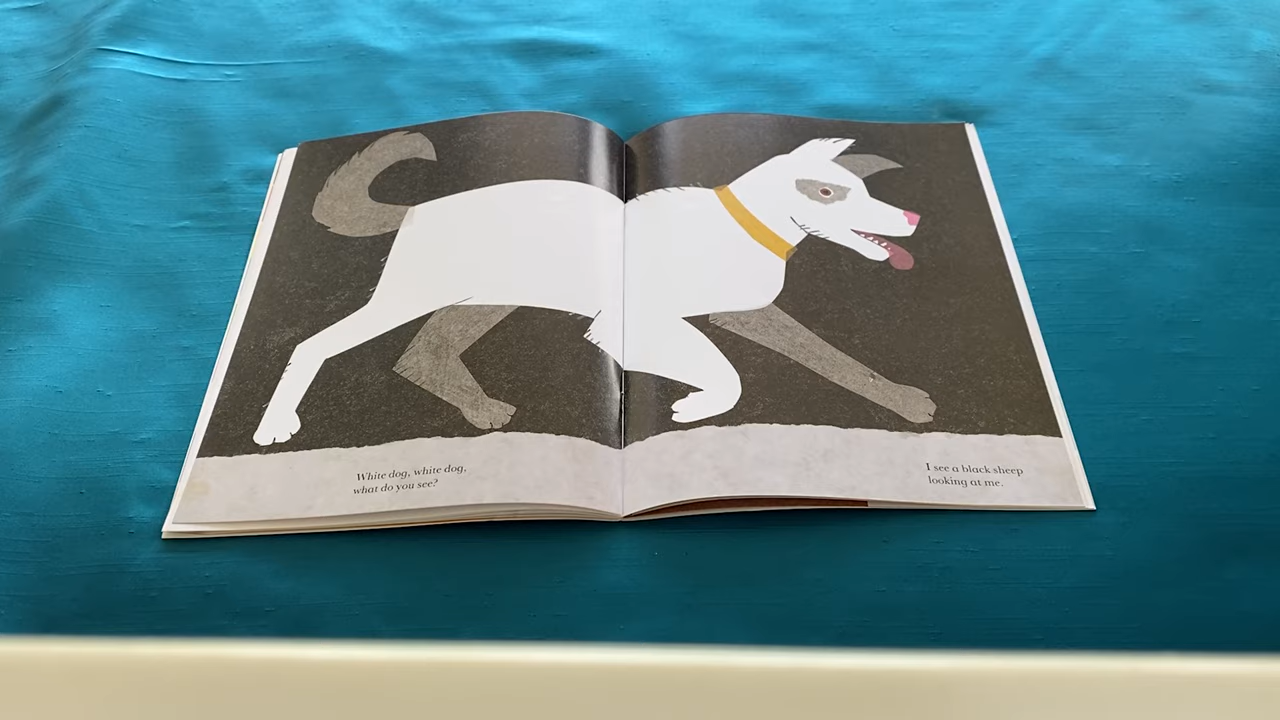 White dog, white dog,
what do you see?
I see a black sheep
looking at me.